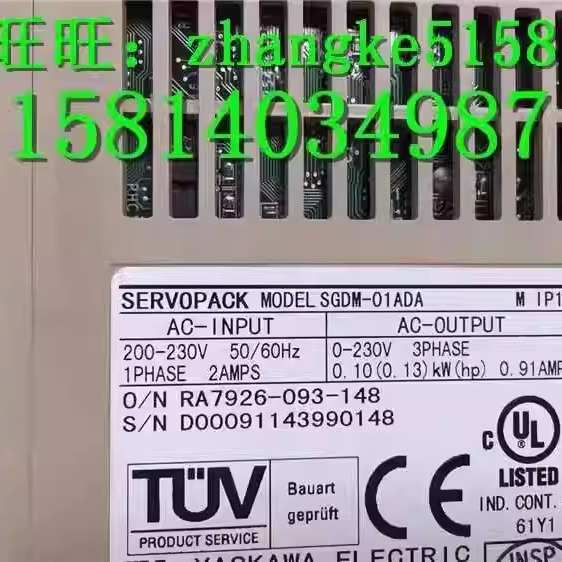 旺旺：zhangke5158
15814034987
PHC
SERVOPACK MODEL SGDM-01ADA M IP1
AC-INPUT AC-OUTPUT
200-230V 50/60Hz 0-230V 3PHASE
1PHASE 2AMPS 0.10(0.13)kW(hp) 0.91AMP
O/N RA7926-093-148
S/N D00091143990148
C UL
LISTED
IND. CONT.
61Y1
TÜV
PRODUCT SERVICE
Bauart
geprüft
CE
YASKAWA ELECTRIC
INSP